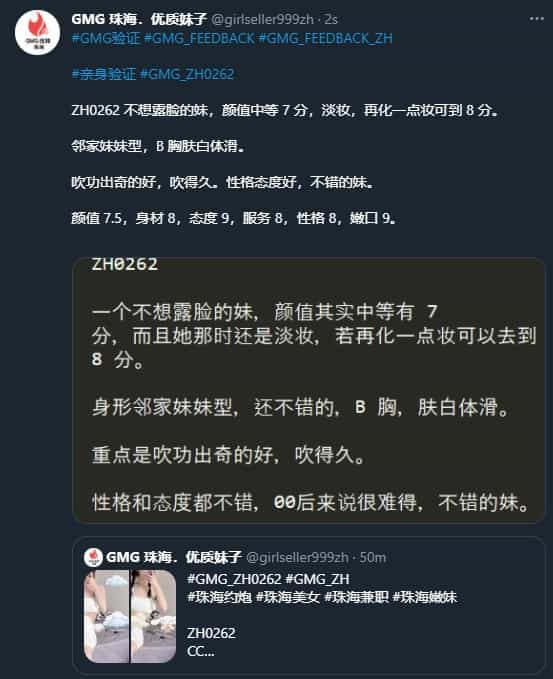 GMG 珠海．优质妹子 @girlseller999zh · 2s
#GMG验证 #GMG_FEEDBACK #GMG_FEEDBACK_ZH
#亲身验证 #GMG_ZH0262
ZH0262 不想露脸的妹，颜值中等 7 分，淡妆，再化一点妆可到 8 分。
邻家妹妹型，B 胸肤白体滑。
吹功出奇的好，吹得久。性格态度好，不错的妹。
颜值 7.5，身材 8，态度 9，服务 8，性格 8，嫩口 9。
ZH0262
一个不想露脸的妹，颜值其实中等有 7
分，而且她那时还是淡妆，若再化一点妆可以去到
8 分。
身形邻家妹妹型，还不错的，B 胸，肤白体滑。
重点是吹功出奇的好，吹得久。
性格和态度都不错，00后来说很难得，不错的妹。
GMG 珠海．优质妹子 @girlseller999zh · 50m
#GMG_ZH0262 #GMG_ZH
#珠海约炮 #珠海美女 #珠海兼职 #珠海嫩妹
ZH0262
CC...